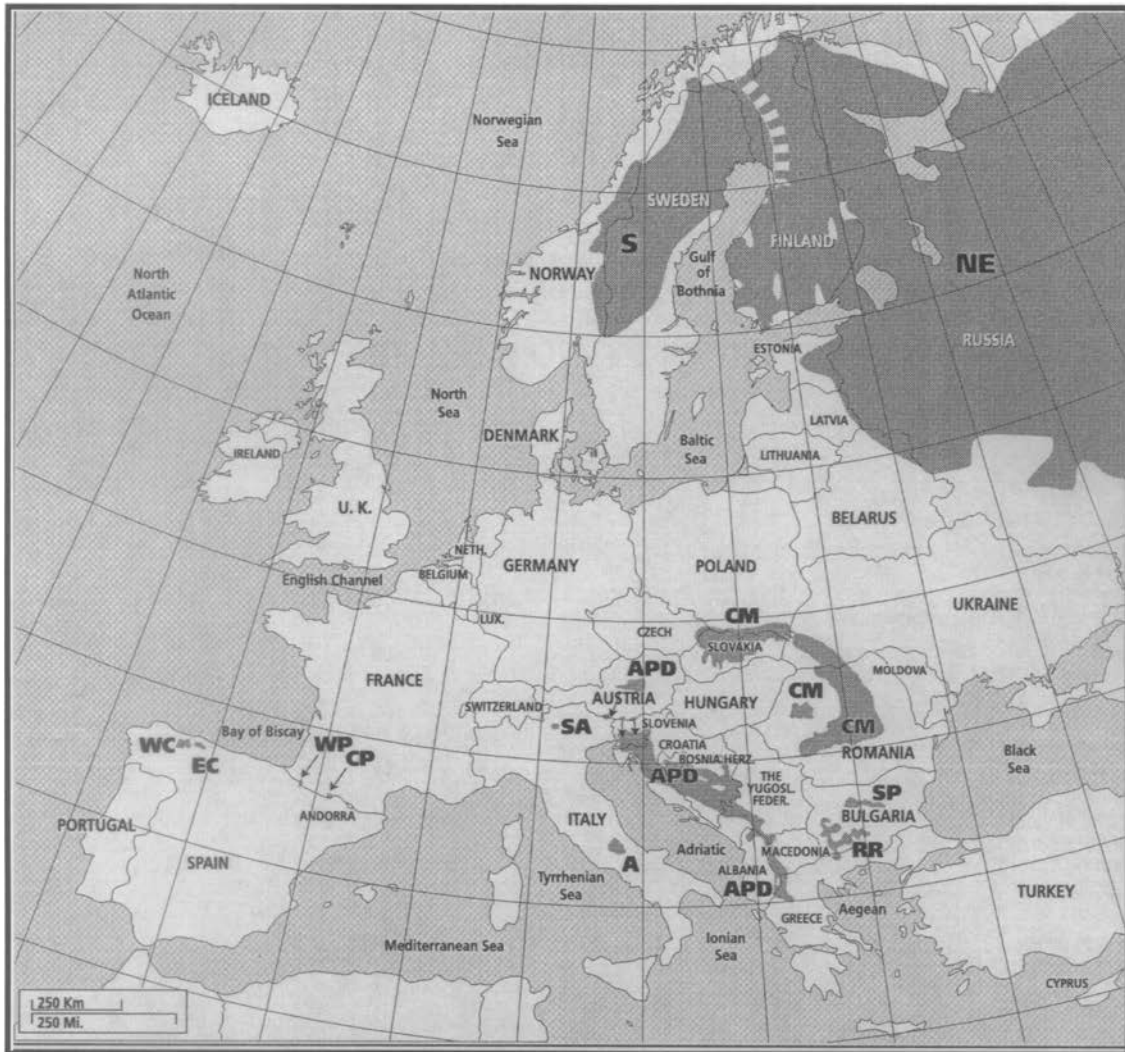 ICELAND
Norwegian
Sea
SWEDEN
S
FINLAND
NE
NORWAY
Gulf
of
Bothnia
North
Atlantic
Ocean
RUSSIA
ESTONIA
North
Sea
LATVIA
DENMARK
Baltic
Sea
LITHUANIA
IRELAND
U. K.
BELARUS
NETH.
GERMANY
POLAND
BELGIUM
English Channel
UKRAINE
LUX.
CM
CZECH
SLOVAKIA
APD
MOLDOVA
FRANCE
AUSTRIA
HUNGARY
CM
SWITZERLAND
SA
SLOVENIA
CM
Bay of Biscay
WC
WP
CROATIA
ROMANIA
EC
CP
BOSNIA HERZ.
Black
Sea
APD
THE
YUGOSL.
FEDER.
SP
ANDORRA
ITALY
BULGARIA
PORTUGAL
Adriatic
MACEDONIA
RR
SPAIN
A
ALBANIA
Tyrrhenian
Sea
APD
TURKEY
GREECE
Aegean
Mediterranean Sea
Ionian
Sea
CYPRUS
250 Km
250 Mi.